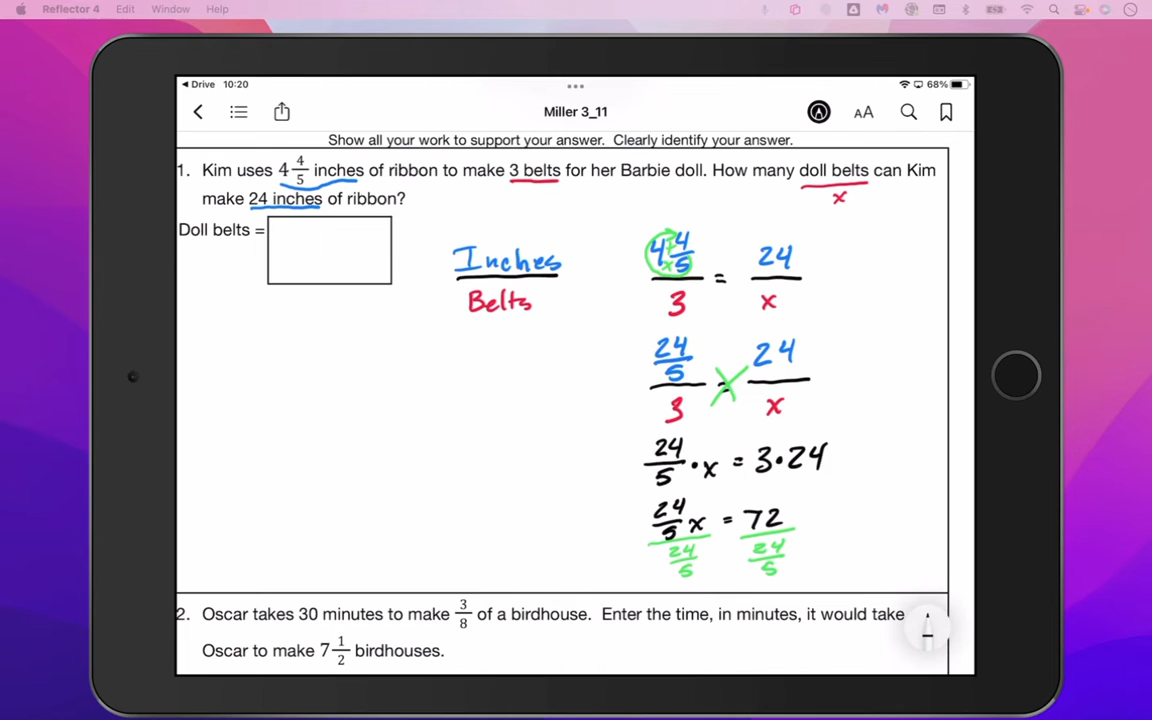 Reflector 4 Edit Window Help
Drive 10:20
68%
Miller 3_11
AA
Show all your work to support your answer. Clearly identify your answer.
1. Kim uses 4 4/5 inches of ribbon to make 3 belts for her Barbie doll. How many doll belts can Kim
make 24 inches of ribbon?
x
Doll belts =
Inches
Belts
4 + 4/5
x
3
=
24
x
24/5
3
=
24
x
24/5 • x = 3•24
24/5 x = 72
24/5 24/5
2. Oscar takes 30 minutes to make 3/8 of a birdhouse. Enter the time, in minutes, it would take
Oscar to make 7 1/2 birdhouses.